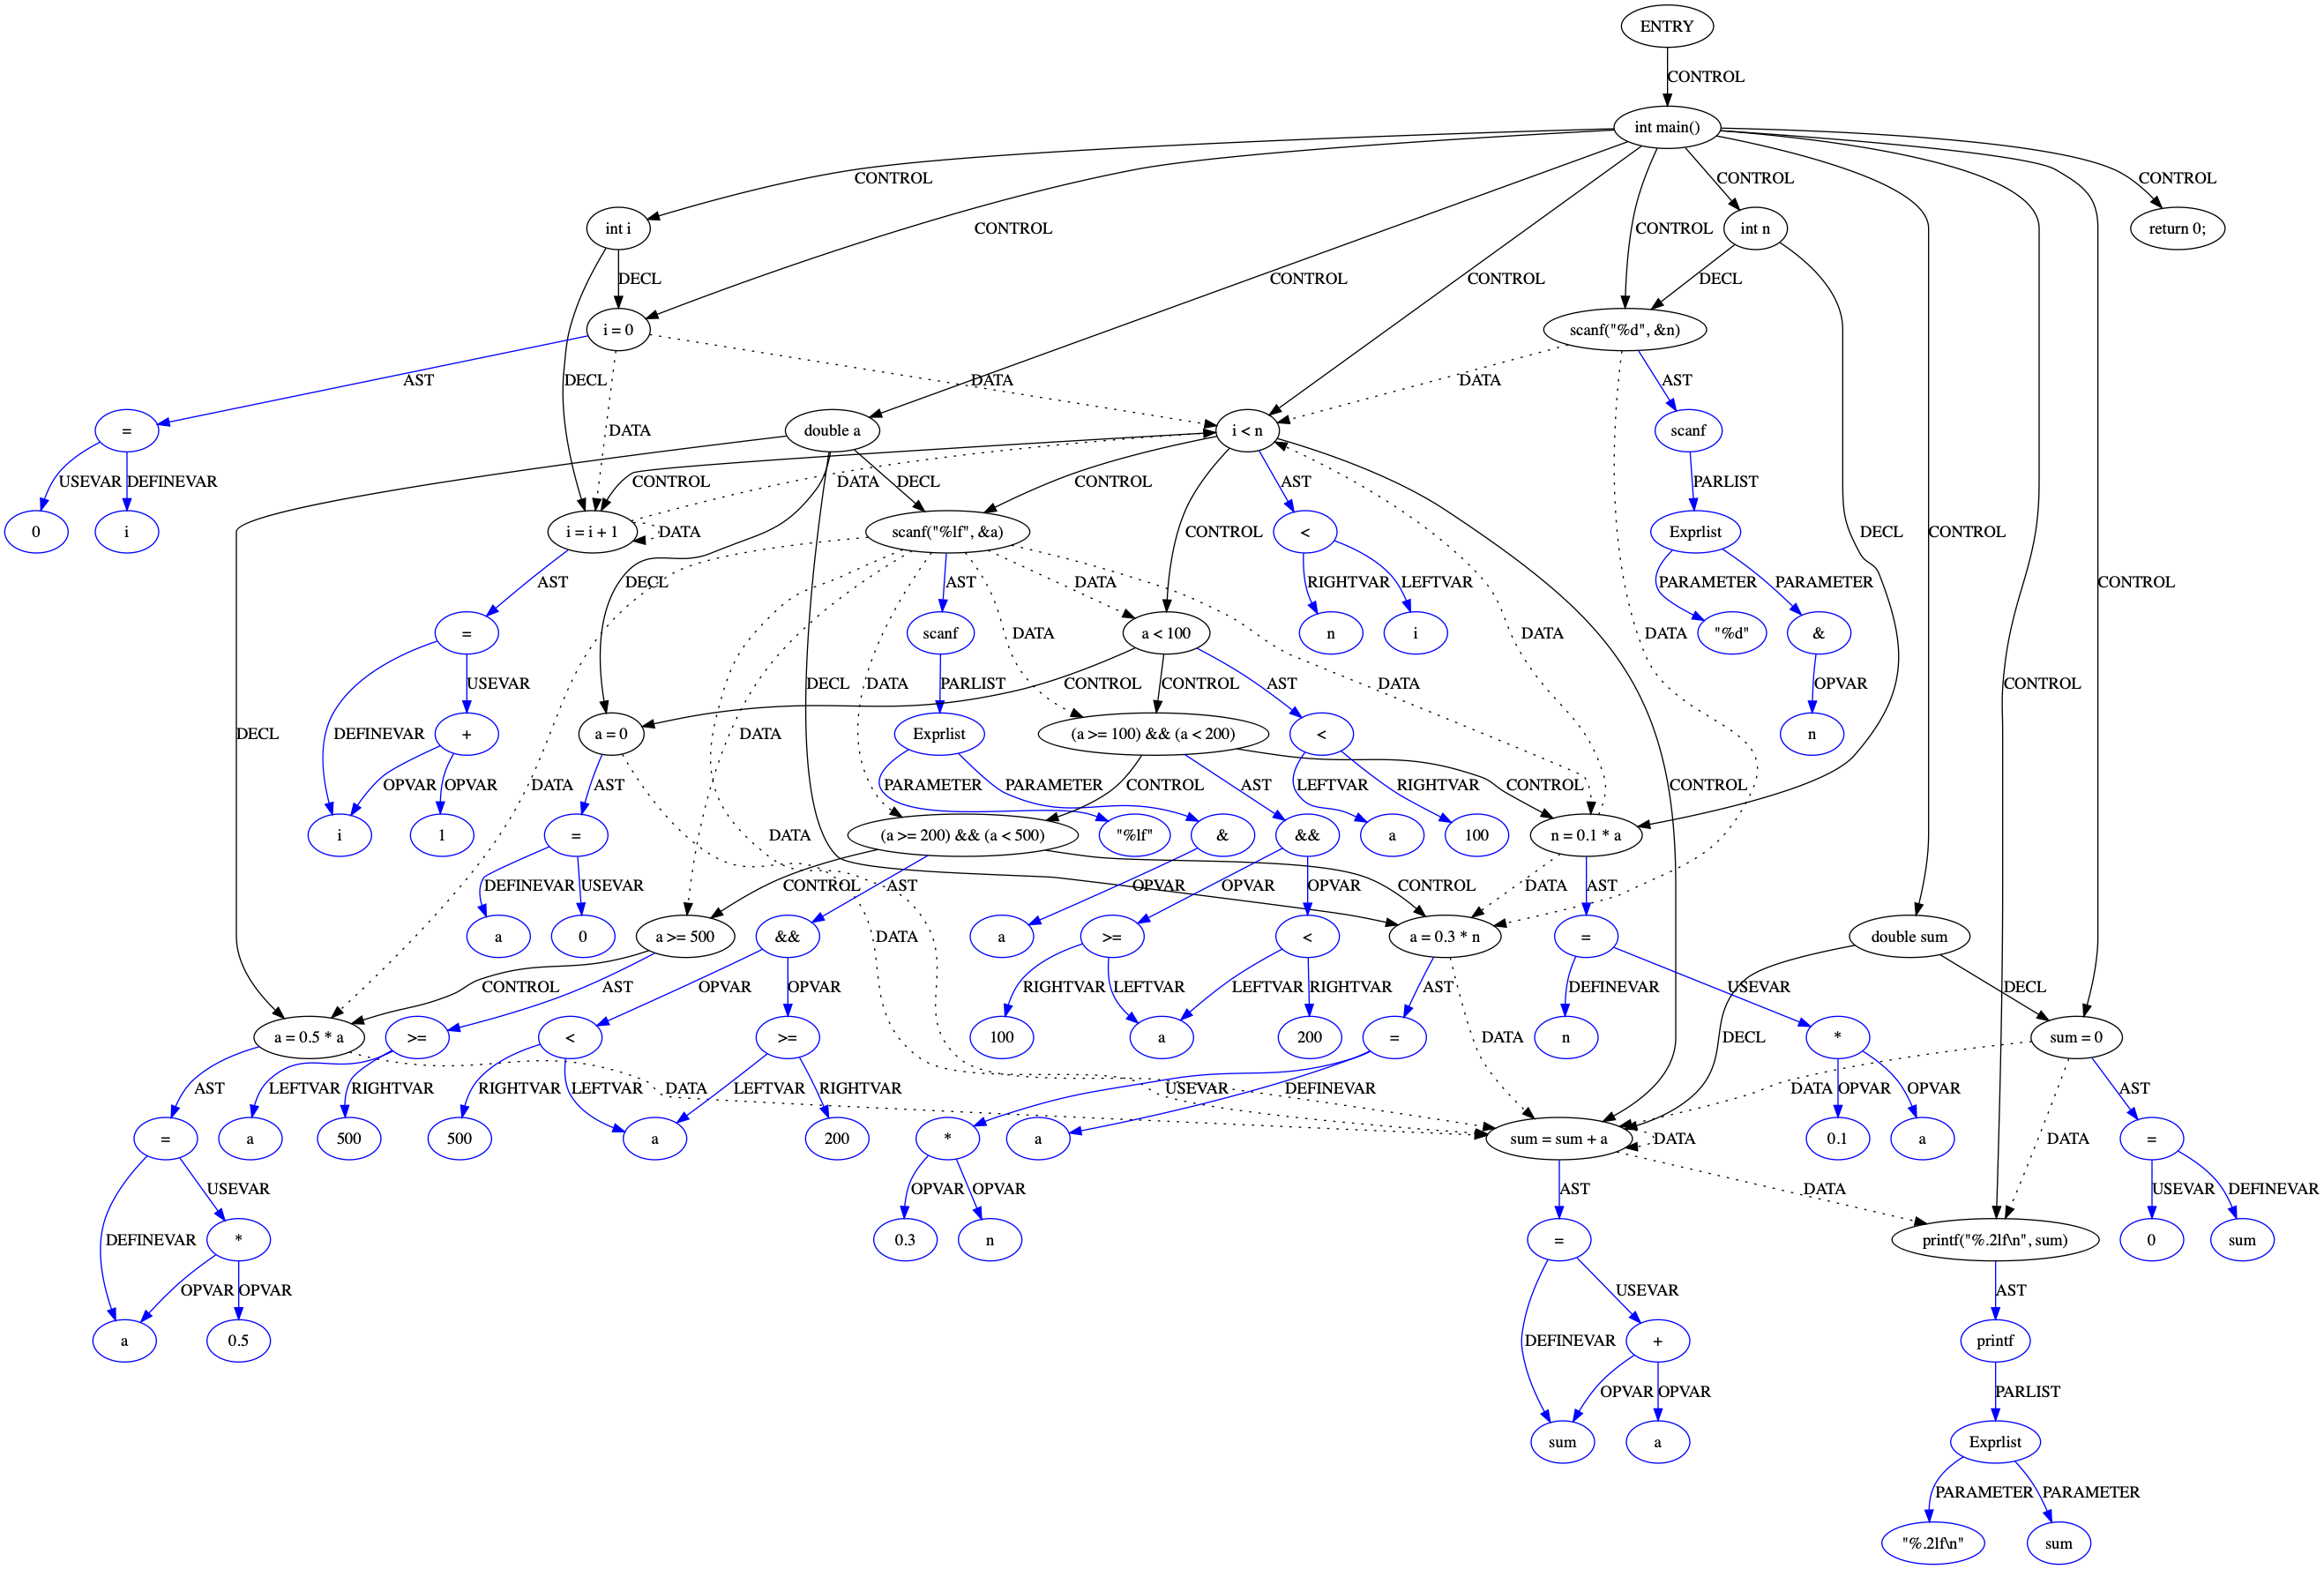 ENTRY
CONTROL
int main()
CONTROL
CONTROL
CONTROL
int i
CONTROL
CONTROL
CONTROL
int n
return 0;
DECL
CONTROL
CONTROL
DECL
i = 0
scanf("%d", &n)
AST
DECL
DATA
DATA
AST
=
DATA
double a
i < n
scanf
USEVAR
DEFINEVAR
CONTROL
DATA
DECL
CONTROL
AST
PARLIST
0
i
i = i + 1
DATA
scanf("%lf", &a)
CONTROL
<
Exprlist
DECL
CONTROL
AST
DECL
AST
DATA
RIGHTVAR
LEFTVAR
PARAMETER
PARAMETER
CONTROL
=
scanf
DATA
a < 100
n
i
DATA
DATA
"%d"
&
USEVAR
DECL
DATA
PARLIST
CONTROL
CONTROL
AST
DATA
OPVAR
CONTROL
DEFINEVAR
+
a = 0
DATA
Exprlist
(a >= 100) && (a < 200)
<
n
DECL
OPVAR
OPVAR
DATA
AST
PARAMETER
PARAMETER
CONTROL
AST
LEFTVAR
RIGHTVAR
CONTROL
CONTROL
i
1
=
DATA
(a >= 200) && (a < 500)
"%lf"
&
&&
a
100
n = 0.1 * a
DEFINEVAR
USEVAR
CONTROL
AST
OPVAR
OPVAR
OPVAR
CONTROL
DATA
AST
a
0
a >= 500
&&
DATA
a
>=
<
a = 0.3 * n
=
double sum
CONTROL
AST
OPVAR
OPVAR
RIGHTVAR
LEFTVAR
LEFTVAR
RIGHTVAR
AST
DEFINEVAR
USEVAR
DECL
a = 0.5 * a
>=
<
>=
100
a
200
=
DATA
n
DECL
*
sum = 0
AST
LEFTVAR
RIGHTVAR
RIGHTVAR
LEFTVAR
DATA
LEFTVAR
RIGHTVAR
USEVAR
DEFINEVAR
DATA
OPVAR
OPVAR
AST
=
a
500
500
a
200
*
a
sum = sum + a
DATA
0.1
a
DATA
=
USEVAR
OPVAR
OPVAR
AST
DATA
USEVAR
DEFINEVAR
DEFINEVAR
*
0.3
n
=
printf("%.2lf\n", sum)
0
sum
OPVAR
OPVAR
USEVAR
AST
a
0.5
DEFINEVAR
+
printf
OPVAR
OPVAR
PARLIST
sum
a
Exprlist
PARAMETER
PARAMETER
"%.2lf\n"
sum